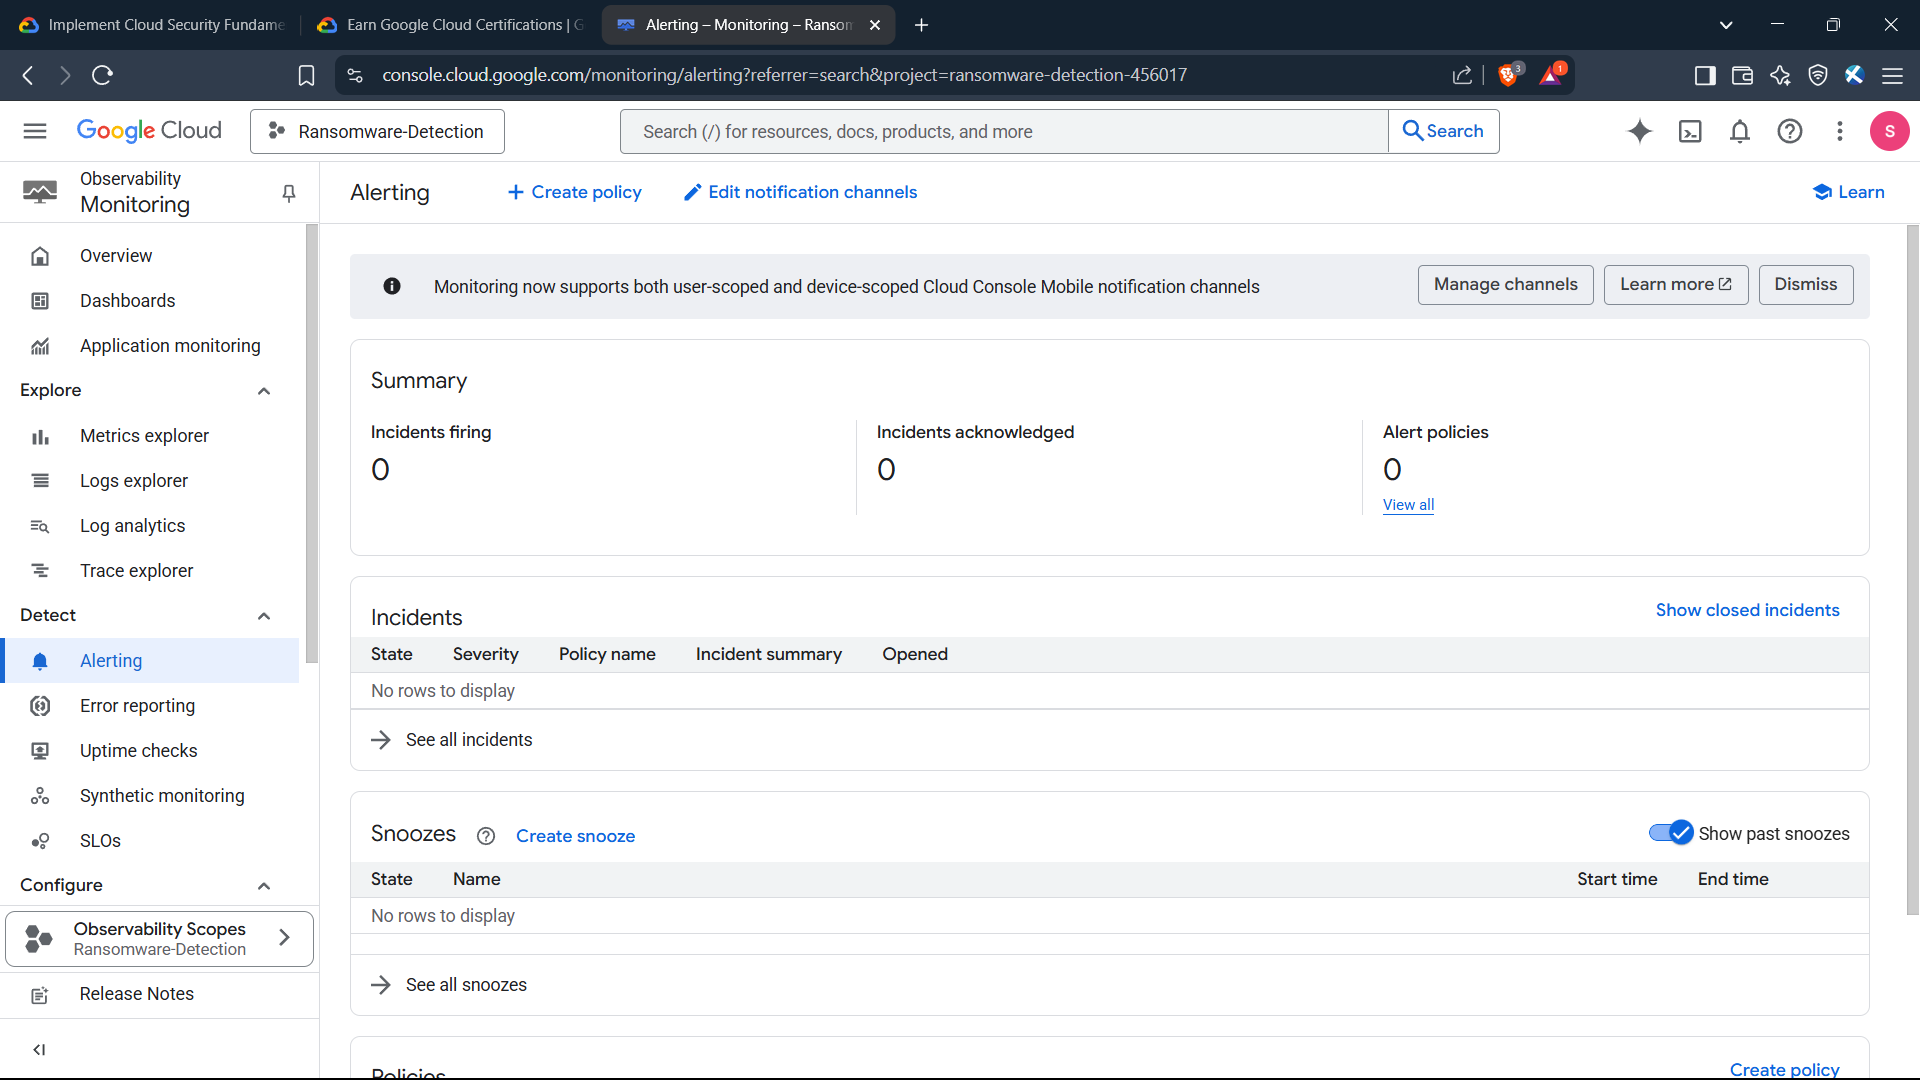 Implement Cloud Security Fundame
Earn Google Cloud Certifications | G
Alerting – Monitoring – Ransom
console.cloud.google.com/monitoring/alerting?referrer=search&project=ransomware-detection-456017
3
1
Google Cloud
Ransomware-Detection
Search (/) for resources, docs, products, and more
Search
S
Observability
Monitoring
Alerting
Create policy
Edit notification channels
Learn
Overview
Dashboards
Application monitoring
Explore
Metrics explorer
Logs explorer
Log analytics
Trace explorer
Detect
Alerting
Error reporting
Uptime checks
Synthetic monitoring
SLOs
Configure
Observability Scopes
Ransomware-Detection
Release Notes
Monitoring now supports both user-scoped and device-scoped Cloud Console Mobile notification channels
Manage channels
Learn more
Dismiss
Summary
Incidents firing
0
Incidents acknowledged
0
Alert policies
0
View all
Incidents
Show closed incidents
State Severity Policy name Incident summary Opened
No rows to display
See all incidents
Snoozes
Create snooze
Show past snoozes
State Name Start time End time
No rows to display
See all snoozes
Policies
Create policy